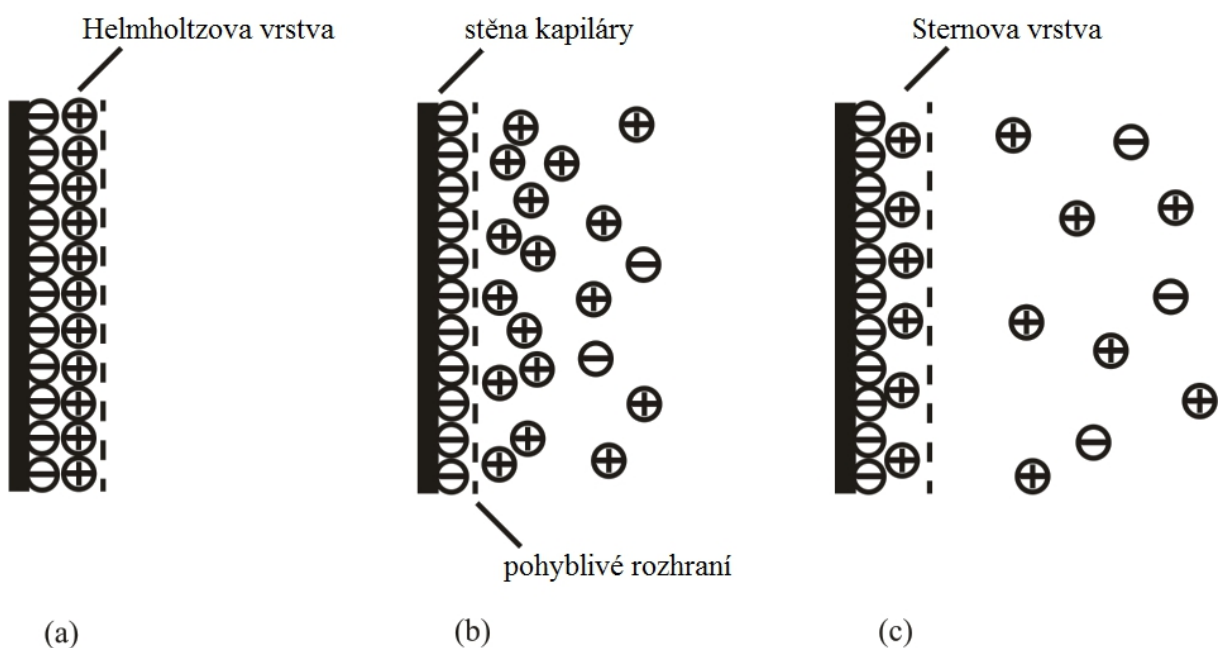 Helmholtzova vrstva
stěna kapiláry
Sternova vrstva
pohyblivé rozhraní
(a)
(b)
(c)